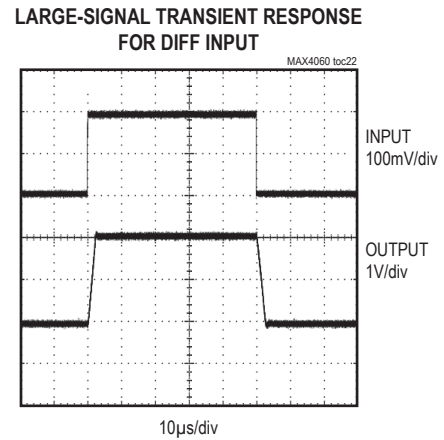 LARGE-SIGNAL TRANSIENT RESPONSE
FOR DIFF INPUT
MAX4060 toc22
INPUT
100mV/div
OUTPUT
1V/div
10µs/div